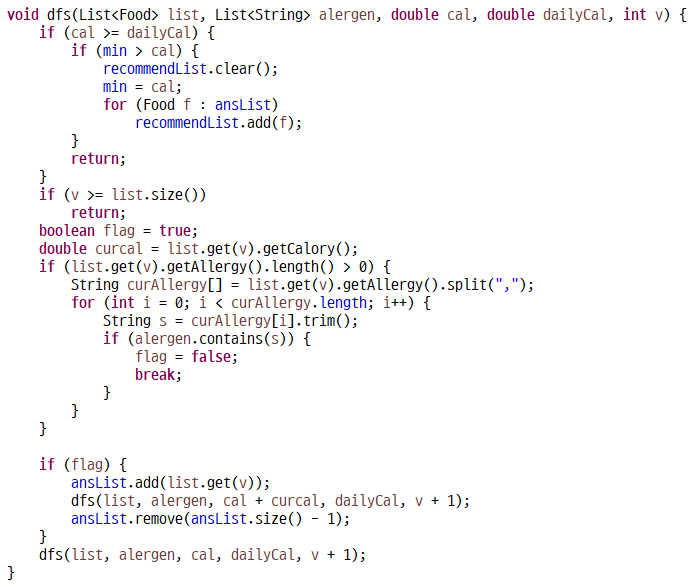 void dfs(List<Food> list, List<String> alergen, double cal, double dailyCal, int v) {
    if (cal >= dailyCal) {
        if (min > cal) {
            recommendList.clear();
            min = cal;
            for (Food f : ansList)
                recommendList.add(f);
        }
        return;
    }
    if (v >= list.size())
        return;
    boolean flag = true;
    double curcal = list.get(v).getCalory();
    if (list.get(v).getAllergy().length() > 0) {
        String curAllergy[] = list.get(v).getAllergy().split(",");
        for (int i = 0; i < curAllergy.length; i++) {
            String s = curAllergy[i].trim();
            if (alergen.contains(s)) {
                flag = false;
                break;
            }
        }
    }

    if (flag) {
        ansList.add(list.get(v));
        dfs(list, alergen, cal + curcal, dailyCal, v + 1);
        ansList.remove(ansList.size() - 1);
    }
    dfs(list, alergen, cal, dailyCal, v + 1);
}